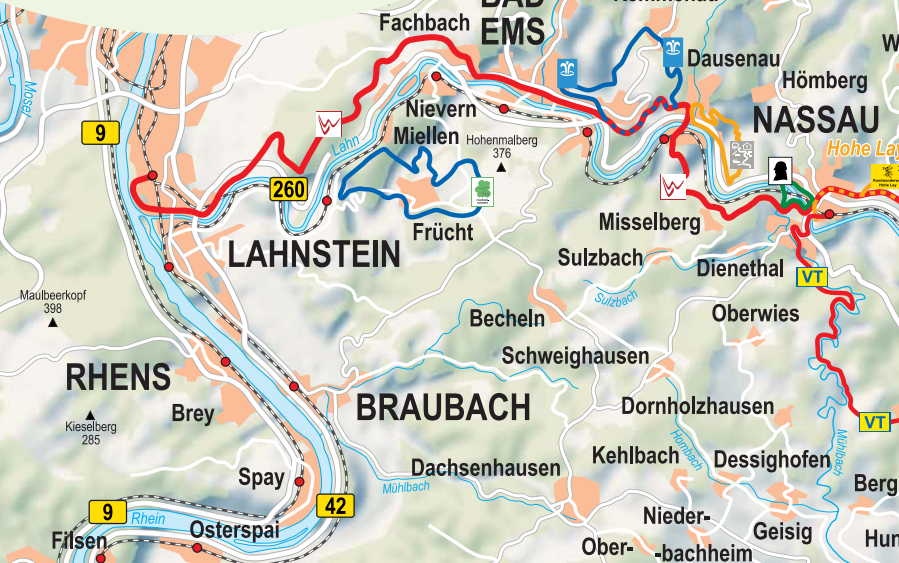 BAD
EMS
Fachbach
Dausenau
Hömberg
NASSAU
Hohe Lay
Mosel
9
Nievern
Miellen
Lahn
Hohenmalberg
376
260
Frücht
Misselberg
LAHNSTEIN
Sulzbach
Dienethal
VT
Sulzbach
Maulbeerkopf
398
Becheln
Oberwies
Schweighausen
RHENS
BRAUBACH
Brey
Kieselberg
285
Dornholzhausen
VT
Hombach
Mühlbach
Kehlbach
Dessighofen
Dachsenhausen
Mühlbach
Spay
Berg
42
9
Rhein
Osterspai
Filsen
Nieder-
Geisig
Ober-
-bachheim
Hun